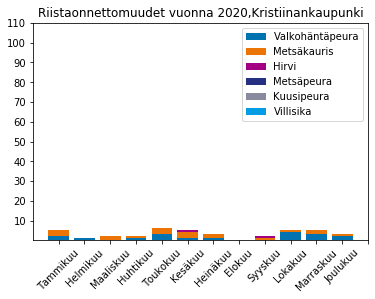 Riistaonnettomuudet vuonna 2020,Kristiinankaupunki
110
100
90
80
70
60
50
40
30
20
10
Valkohäntäpeura
Metsäkauris
Hirvi
Metsäpeura
Kuusipeura
Villisika
Tammikuu
Helmikuu
Maaliskuu
Huhtikuu
Toukokuu
Kesäkuu
Heinäkuu
Elokuu
Syyskuu
Lokakuu
Marraskuu
Joulukuu